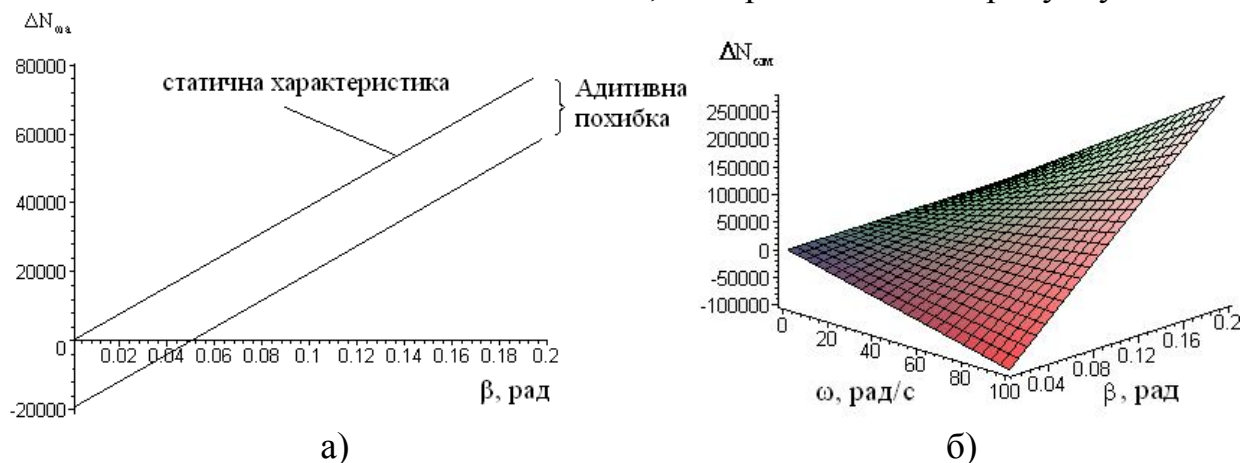 ΔNωа
80000
60000
40000
20000
0
-20000
0.02 0.04 0.06 0.08 0.1 0.12 0.14 0.16 0.18 0.2
статична характеристика
Адитивна
похибка
β, рад
а)
ΔNωм
250000
200000
150000
100000
50000
0
-50000
-100000
0 20 40 60 80 100
ω, рад/с
0.04 0.08 0.12 0.16 0.2
β, рад
б)